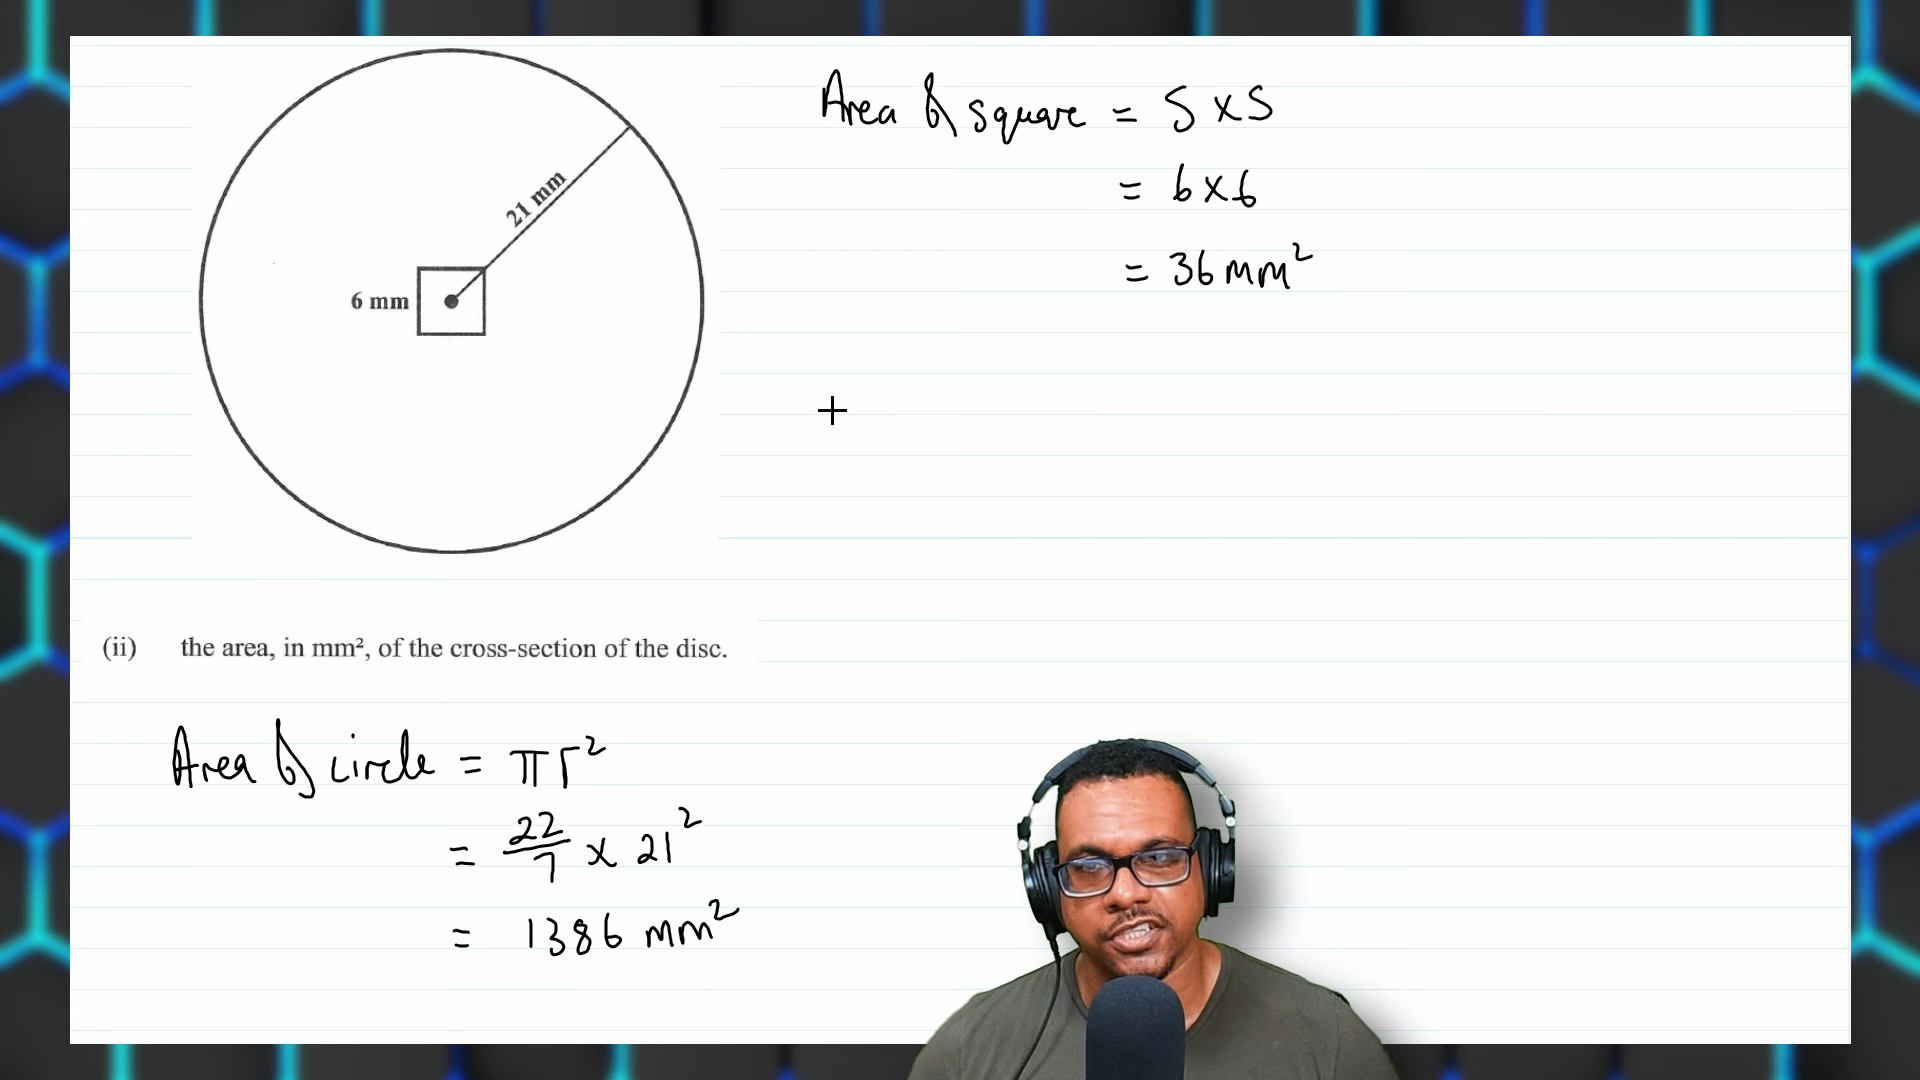 21 mm
6 mm
(ii) the area, in mm², of the cross-section of the disc.
Area of circle = πr²
= 22/7 × 21²
= 1386 mm²
Area of square = S × S
= 6 × 6
= 36 mm²